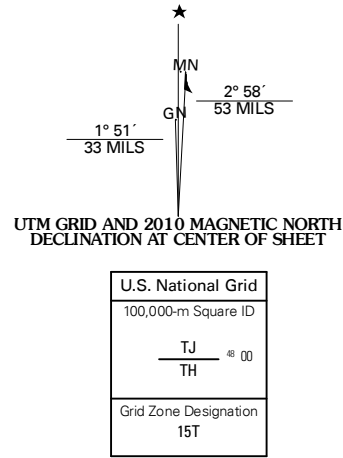 ★
MN
GN
2° 58´
53 MILS
1° 51´
33 MILS
UTM GRID AND 2010 MAGNETIC NORTH
DECLINATION AT CENTER OF SHEET
U.S. National Grid
100,000-m Square ID
TJ
48 00
TH
Grid Zone Designation
15T